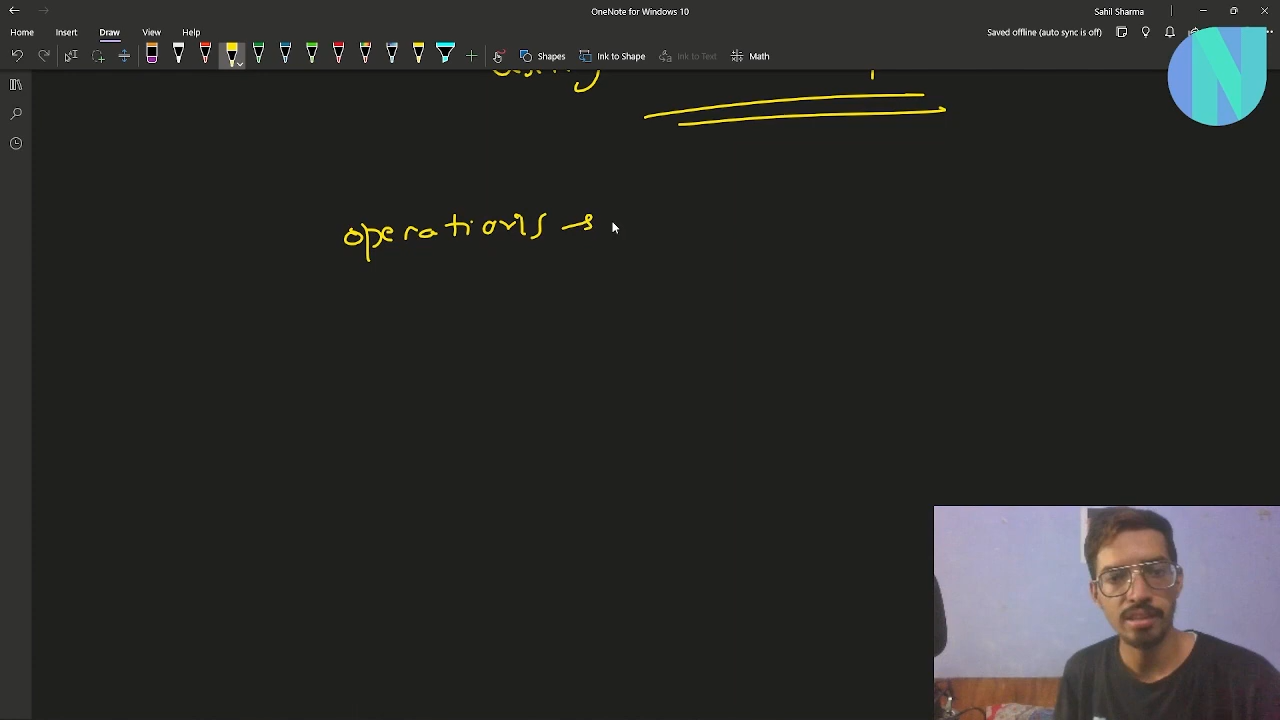 OneNote for Windows 10
Sahil Sharma
Home Insert Draw View Help
Saved offline (auto sync is off)
Shapes Ink to Shape Ink to Text Math
N
operations →